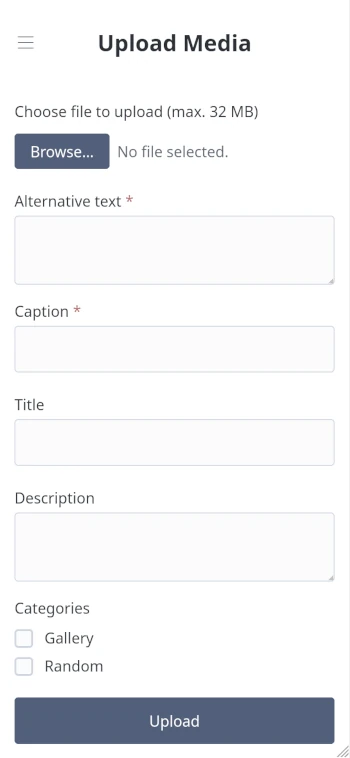 Upload Media
Choose file to upload (max. 32 MB)
Browse... No file selected.
Alternative text *
Caption *
Title
Description
Categories
Gallery
Random
Upload